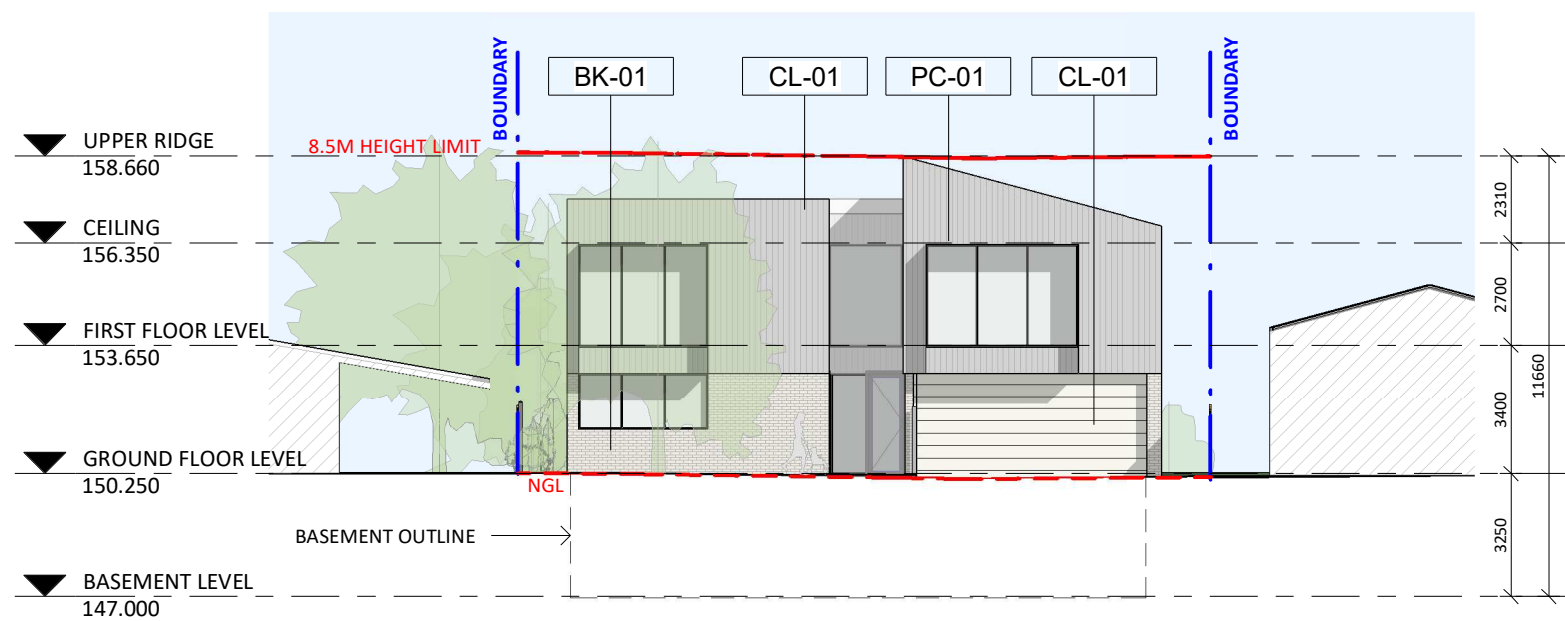 BOUNDARY
BOUNDARY
BK-01
CL-01
PC-01
CL-01
UPPER RIDGE
158.660
8.5M HEIGHT LIMIT
CEILING
156.350
FIRST FLOOR LEVEL
153.650
GROUND FLOOR LEVEL
150.250
NGL
BASEMENT OUTLINE
BASEMENT LEVEL
147.000
2310
2700
3400
3250
11660